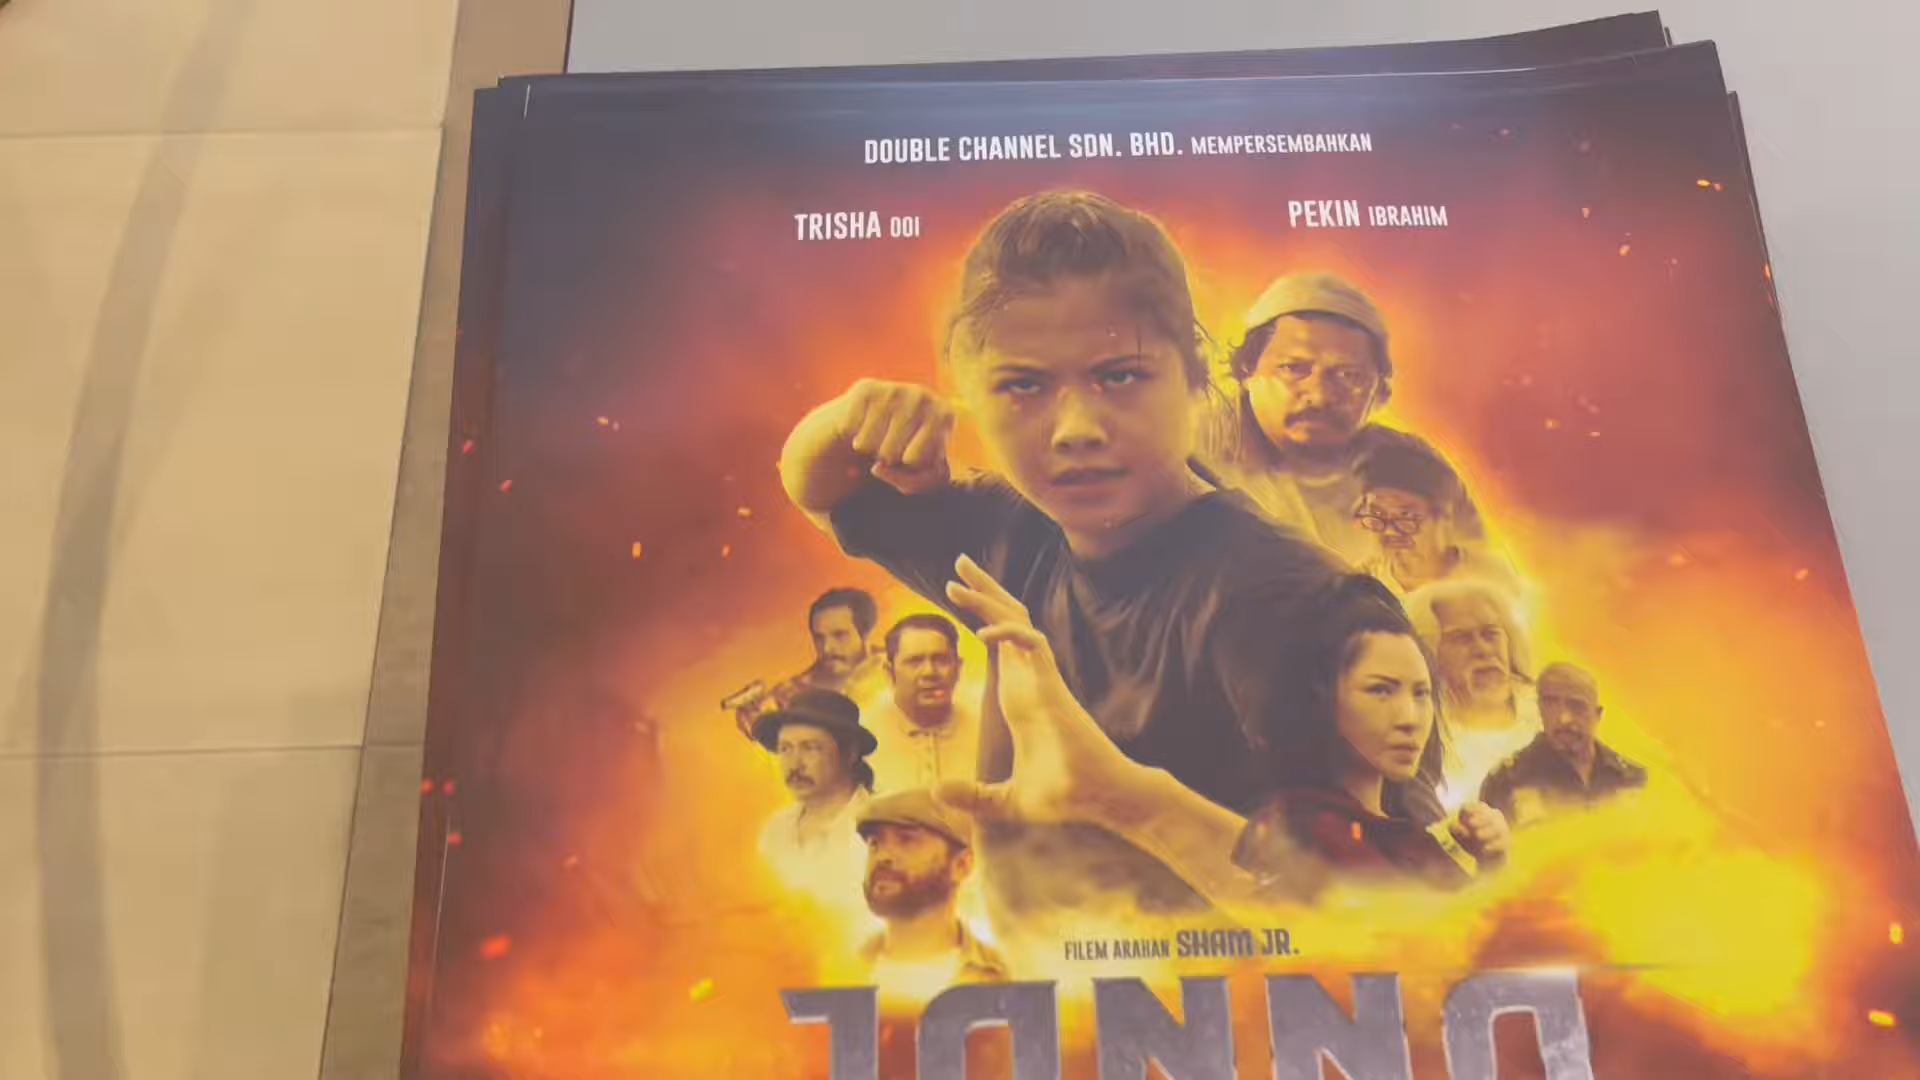 DOUBLE CHANNEL SDN. BHD. MEMPERSEMBAHKAN
TRISHA OOI
PEKIN IBRAHIM
FILEM ARAHAN SHAM JR.